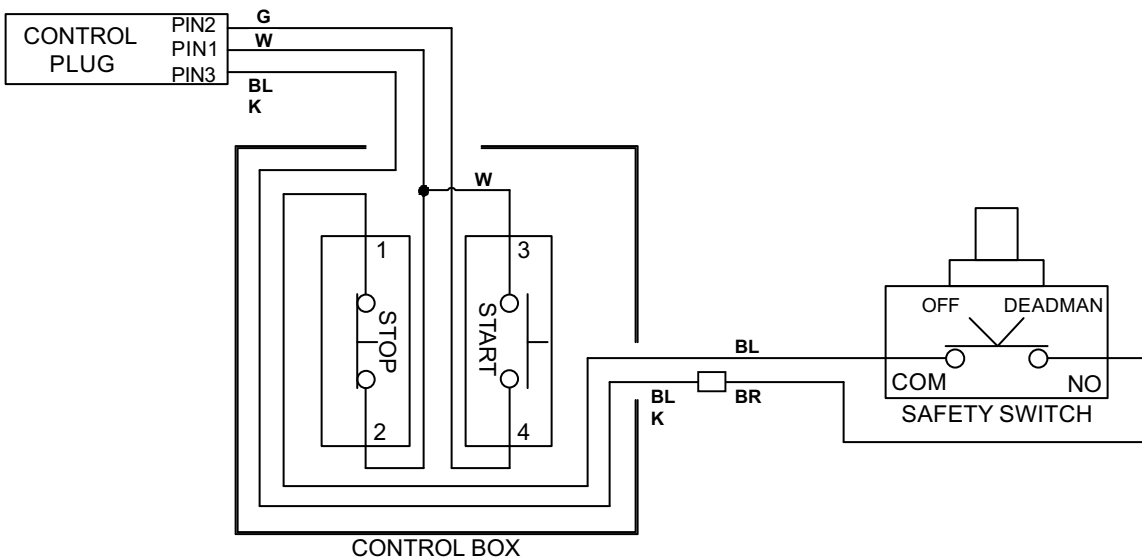 CONTROL
PLUG
PIN2
PIN1
PIN3
G
W
BL
K
W
1
3
STOP
START
2
4
BL
BL
K
BR
OFF
DEADMAN
COM
NO
SAFETY SWITCH
CONTROL BOX